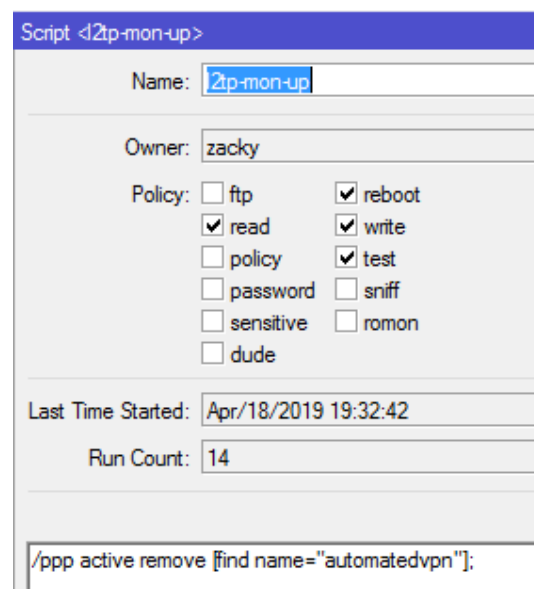 Script <l2tp-mon-up>
Name: l2tp-mon-up
Owner: zacky
Policy: ftp reboot
read write
policy test
password sniff
sensitive romon
dude
Last Time Started: Apr/18/2019 19:32:42
Run Count: 14
/ppp active remove [find name="automatedvpn"];